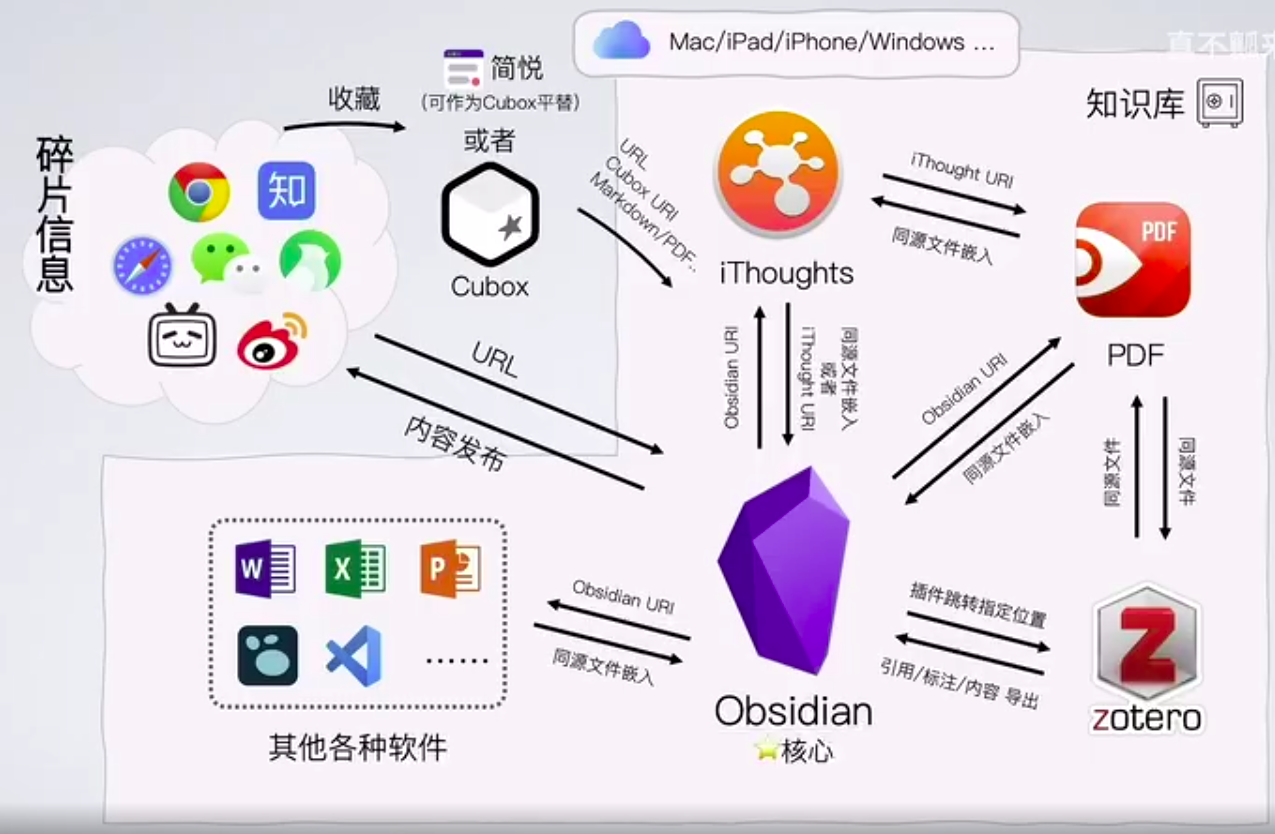 Mac/iPad/iPhone/Windows ...
简悦
(可作为Cubox平替)
或者
收藏
碎片信息
知
Cubox
URL
Cubox URI
Markdown/PDF..
知识库
iThoughts
iThought URI
同源文件嵌入
PDF
PDF
URL
内容发布
Obsidian URI
同源文件嵌入
或者
iThought URI
Obsidian URI
同源文件嵌入
同源文件
同源文件
W
X
P
......
其他各种软件
Obsidian URI
同源文件嵌入
Obsidian
核心
插件跳转指定位置
引用/标注/内容 导出
Z
zotero